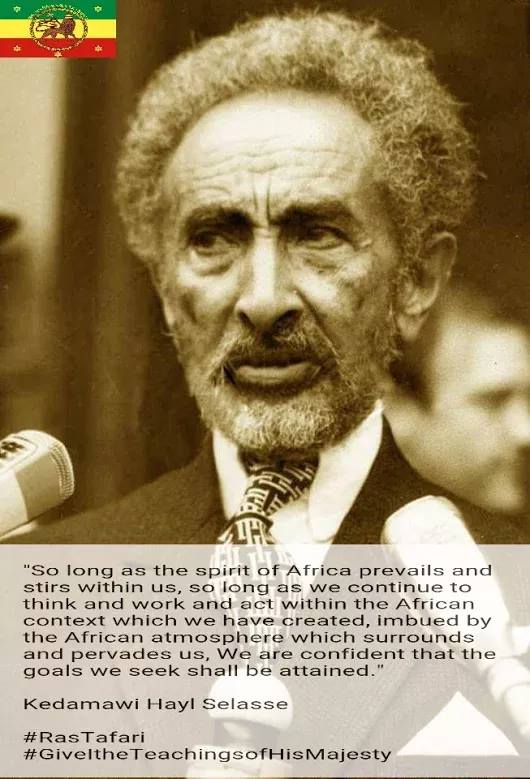 "So long as the spirit of Africa prevails and
stirs within us, so long as we continue to
think and work and act within the African
context which we have created, imbued by
the African atmosphere which surrounds
and pervades us, We are confident that the
goals we seek shall be attained."
Kedamawi Hayl Selasse
#RasTafari
#GiveItheTeachingsofHisMajesty